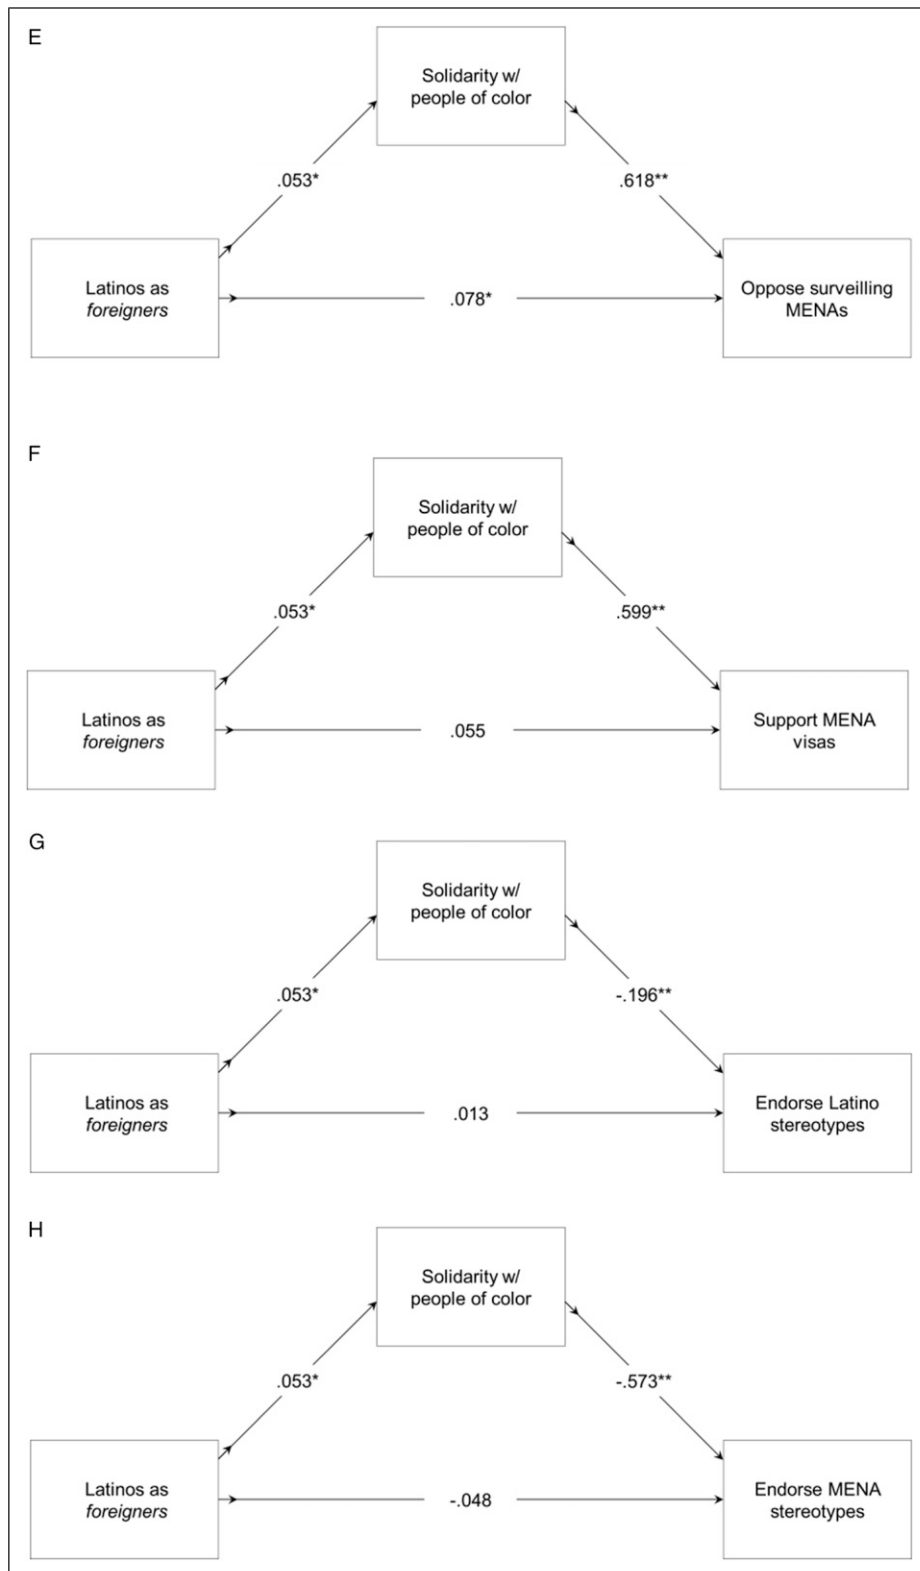 E
Solidarity w/
people of color
.053*
.618**
Latinos as
foreigners
.078*
Oppose surveilling
MENAs
F
Solidarity w/
people of color
.053*
.599**
Latinos as
foreigners
.055
Support MENA
visas
G
Solidarity w/
people of color
.053*
-.196**
Latinos as
foreigners
.013
Endorse Latino
stereotypes
H
Solidarity w/
people of color
.053*
-.573**
Latinos as
foreigners
-.048
Endorse MENA
stereotypes